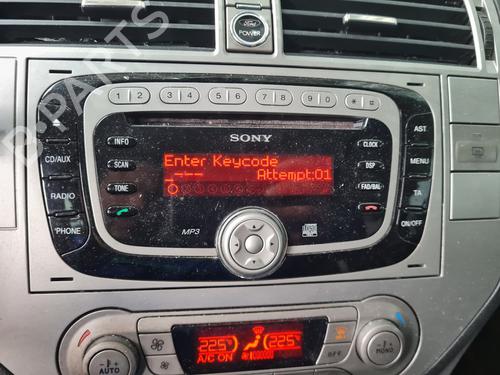 Ford
POWER
1 2 3 4 5 6 7 8 9 0 * #
SONY
INFO
SCAN
TONE
CD/AUX
RADIO
PHONE
Enter Keycode
_--- Attempt:01
CLOCK
DSP
FAD/BAL
AST
MENU
TA
ON/OFF
MP3
22.5° 22.5°
A/C ON
AUTO
OFF
MONO
B-PARTS